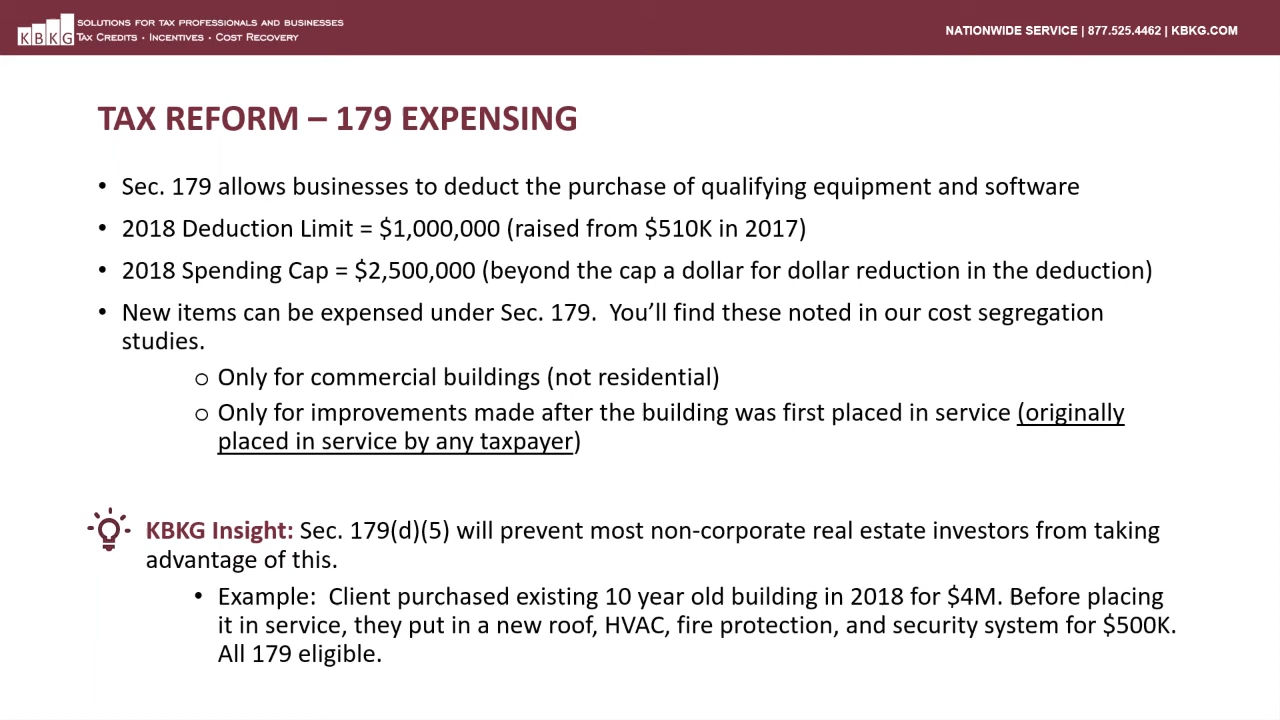 KBKG
SOLUTIONS FOR TAX PROFESSIONALS AND BUSINESSES
TAX CREDITS · INCENTIVES · COST RECOVERY
NATIONWIDE SERVICE | 877.525.4462 | KBKG.COM
TAX REFORM – 179 EXPENSING
• Sec. 179 allows businesses to deduct the purchase of qualifying equipment and software
• 2018 Deduction Limit = $1,000,000 (raised from $510K in 2017)
• 2018 Spending Cap = $2,500,000 (beyond the cap a dollar for dollar reduction in the deduction)
• New items can be expensed under Sec. 179.  You’ll find these noted in our cost segregation
studies.
o Only for commercial buildings (not residential)
o Only for improvements made after the building was first placed in service (originally
placed in service by any taxpayer)
KBKG Insight: Sec. 179(d)(5) will prevent most non-corporate real estate investors from taking
advantage of this.
• Example:  Client purchased existing 10 year old building in 2018 for $4M. Before placing
it in service, they put in a new roof, HVAC, fire protection, and security system for $500K.
All 179 eligible.